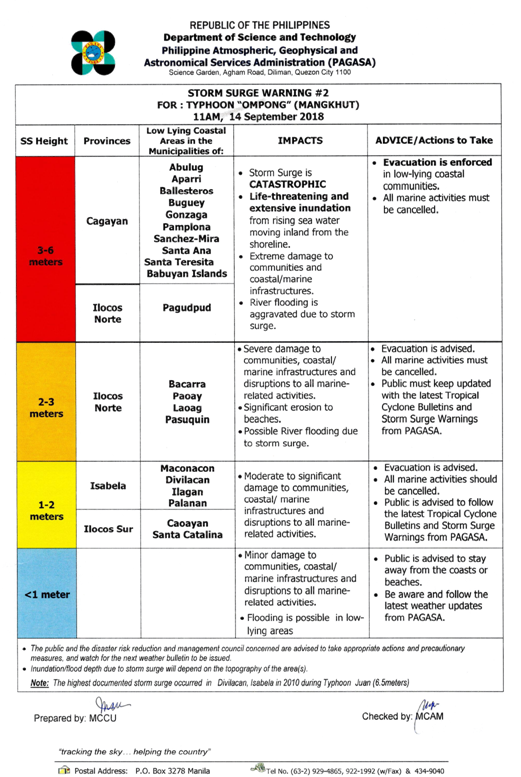 REPUBLIC OF THE PHILIPPINES
Department of Science and Technology
Philippine Atmospheric, Geophysical and
Astronomical Services Administration (PAGASA)
Science Garden, Agham Road, Diliman, Quezon City 1100
STORM SURGE WARNING #2
FOR : TYPHOON "OMPONG" (MANGKHUT)
11AM, 14 September 2018
SS Height
Provinces
Low Lying Coastal
Areas in the
Municipalities of:
IMPACTS
ADVICE/Actions to Take
3-6
meters
Cagayan
Abulug
Aparri
Ballesteros
Buguey
Gonzaga
Pamplona
Sanchez-Mira
Santa Ana
Santa Teresita
Babuyan Islands
Ilocos
Norte
Pagudpud
• Storm Surge is
CATASTROPHIC
• Life-threatening and
extensive inundation
from rising sea water
moving inland from the
shoreline.
• Extreme damage to
communities and
coastal/marine
infrastructures.
• River flooding is
aggravated due to storm
surge.
• Evacuation is enforced
in low-lying coastal
communities.
• All marine activities must
be cancelled.
2-3
meters
Ilocos
Norte
Bacarra
Paoay
Laoag
Pasuquin
• Severe damage to
communities, coastal/
marine infrastructures and
disruptions to all marine-
related activities.
• Significant erosion to
beaches.
• Possible River flooding due
to storm surge.
• Evacuation is advised.
• All marine activities must
be cancelled.
• Public must keep updated
with the latest Tropical
Cyclone Bulletins and
Storm Surge Warnings
from PAGASA.
1-2
meters
Isabela
Maconacon
Divilacan
Ilagan
Palanan
Ilocos Sur
Caoayan
Santa Catalina
• Moderate to significant
damage to communities,
coastal/ marine
infrastructures and
disruptions to all marine-
related activities.
• Evacuation is advised.
• All marine activities should
be cancelled.
• Public is advised to follow
the latest Tropical Cyclone
Bulletins and Storm Surge
Warnings from PAGASA.
<1 meter
• Minor damage to
communities, coastal/
marine infrastructures and
disruptions to all marine-
related activities.
• Flooding is possible in low-
lying areas
• Public is advised to stay
away from the coasts or
beaches.
• Be aware and follow the
latest weather updates
from PAGASA.
• The public and the disaster risk reduction and management council concerned are advised to take appropriate actions and precautionary
measures, and watch for the next weather bulletin to be issued.
• Inundation/flood depth due to storm surge will depend on the topography of the area(s).
Note: The highest documented storm surge occurred in Divilacan, Isabela in 2010 during Typhoon Juan (6.5meters)
Prepared by: MCCU
Checked by: MCAM
"tracking the sky... helping the country"
Postal Address: P.O. Box 3278 Manila
Tel No. (63-2) 929-4865, 922-1992 (w/Fax) & 434-9040